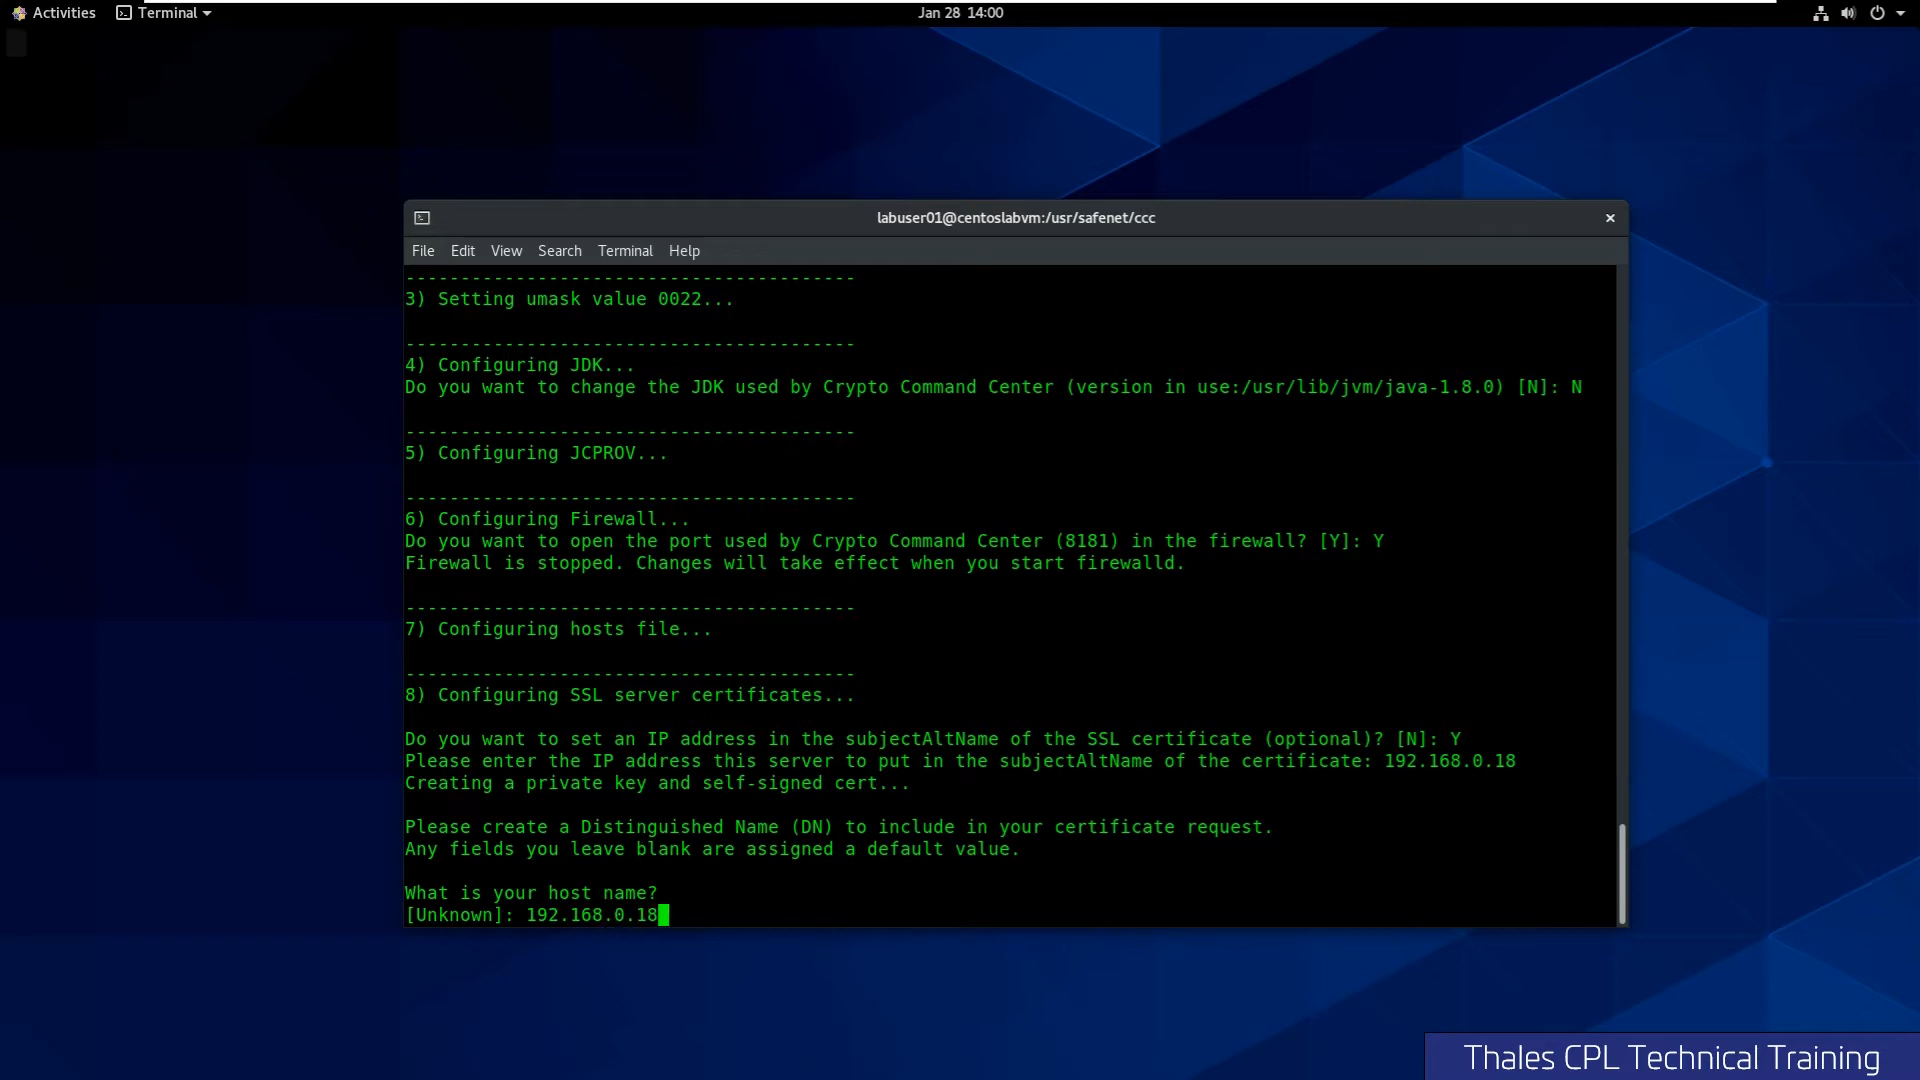 Activities
Terminal
Jan 28 14:00
labuser01@centoslabvm:/usr/safenet/ccc
File Edit View Search Terminal Help
-----------------------------------------
3) Setting umask value 0022...
-----------------------------------------
4) Configuring JDK...
Do you want to change the JDK used by Crypto Command Center (version in use:/usr/lib/jvm/java-1.8.0) [N]: N
-----------------------------------------
5) Configuring JCPROV...
-----------------------------------------
6) Configuring Firewall...
Do you want to open the port used by Crypto Command Center (8181) in the firewall? [Y]: Y
Firewall is stopped. Changes will take effect when you start firewalld.
-----------------------------------------
7) Configuring hosts file...
-----------------------------------------
8) Configuring SSL server certificates...
Do you want to set an IP address in the subjectAltName of the SSL certificate (optional)? [N]: Y
Please enter the IP address this server to put in the subjectAltName of the certificate: 192.168.0.18
Creating a private key and self-signed cert...
Please create a Distinguished Name (DN) to include in your certificate request.
Any fields you leave blank are assigned a default value.
What is your host name?
[Unknown]: 192.168.0.18
Thales CPL Technical Training